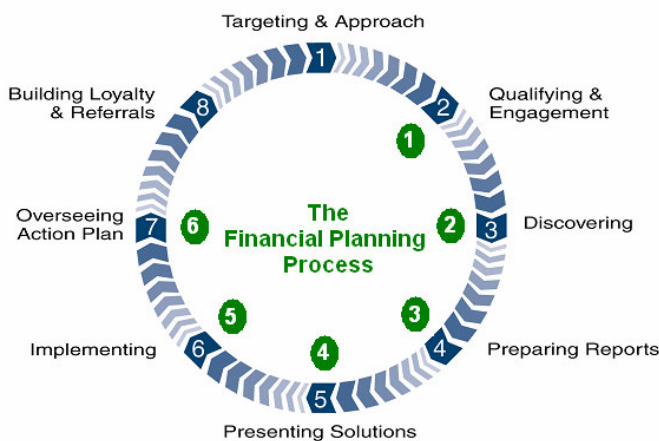 Targeting & Approach
1
Building Loyalty
& Referrals
8
2
Qualifying &
Engagement
1
Overseeing
Action Plan
7
6
The
Financial Planning
Process
2
3
Discovering
5
3
Implementing
6
4
4
Preparing Reports
5
Presenting Solutions